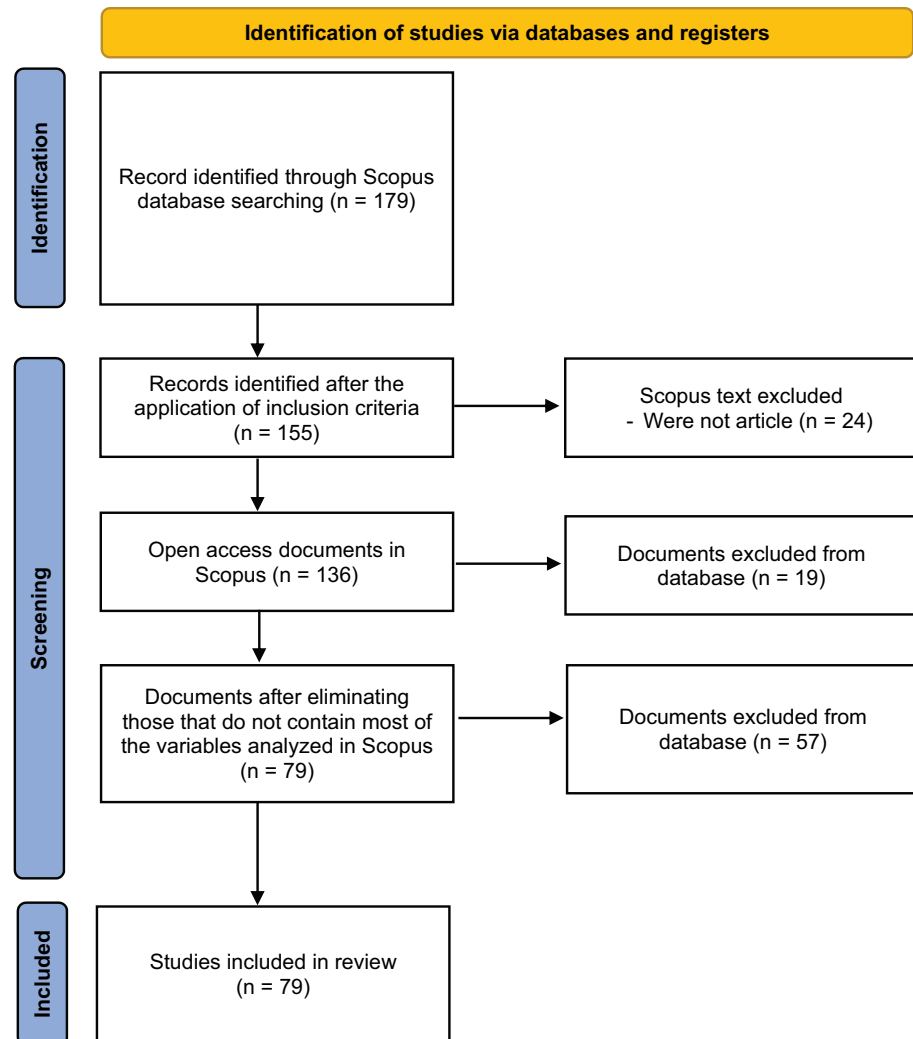 Identification of studies via databases and registers
Identification
Record identified through Scopus
database searching (n = 179)
Screening
Records identified after the
application of inclusion criteria
(n = 155)
Scopus text excluded
- Were not article (n = 24)
Open access documents in
Scopus (n = 136)
Documents excluded from
database (n = 19)
Documents after eliminating
those that do not contain most of
the variables analyzed in Scopus
(n = 79)
Documents excluded from
database (n = 57)
Included
Studies included in review
(n = 79)